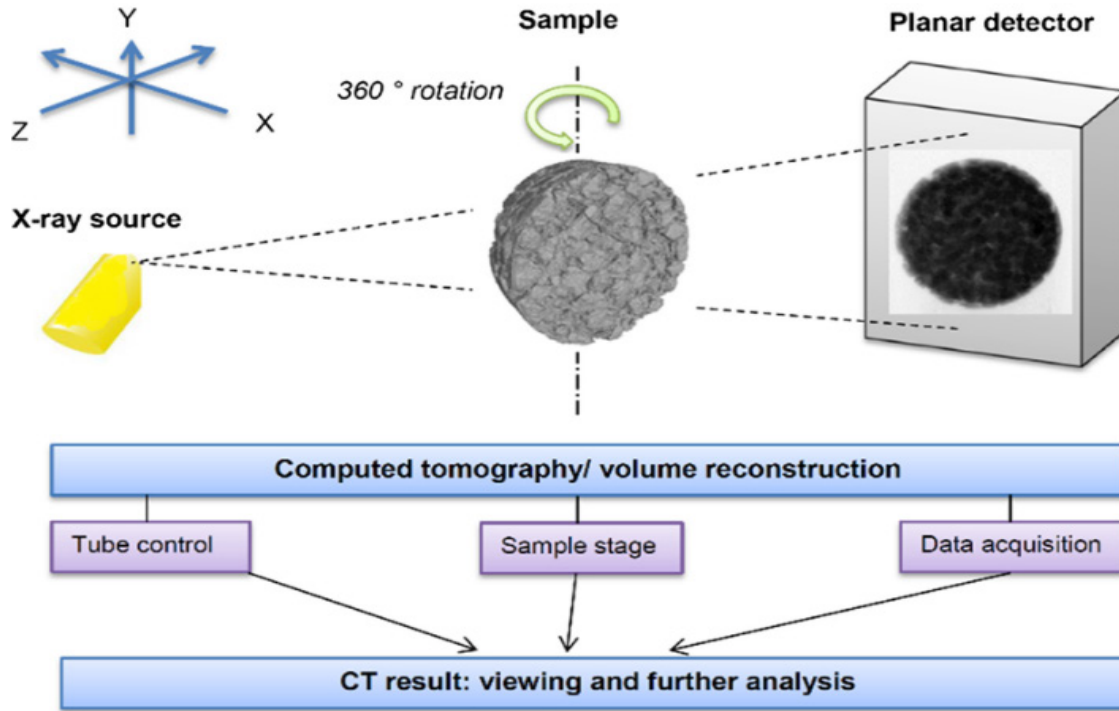 Y
Z
X
Sample
Planar detector
360 ° rotation
X-ray source
Computed tomography/ volume reconstruction
Tube control
Sample stage
Data acquisition
CT result: viewing and further analysis